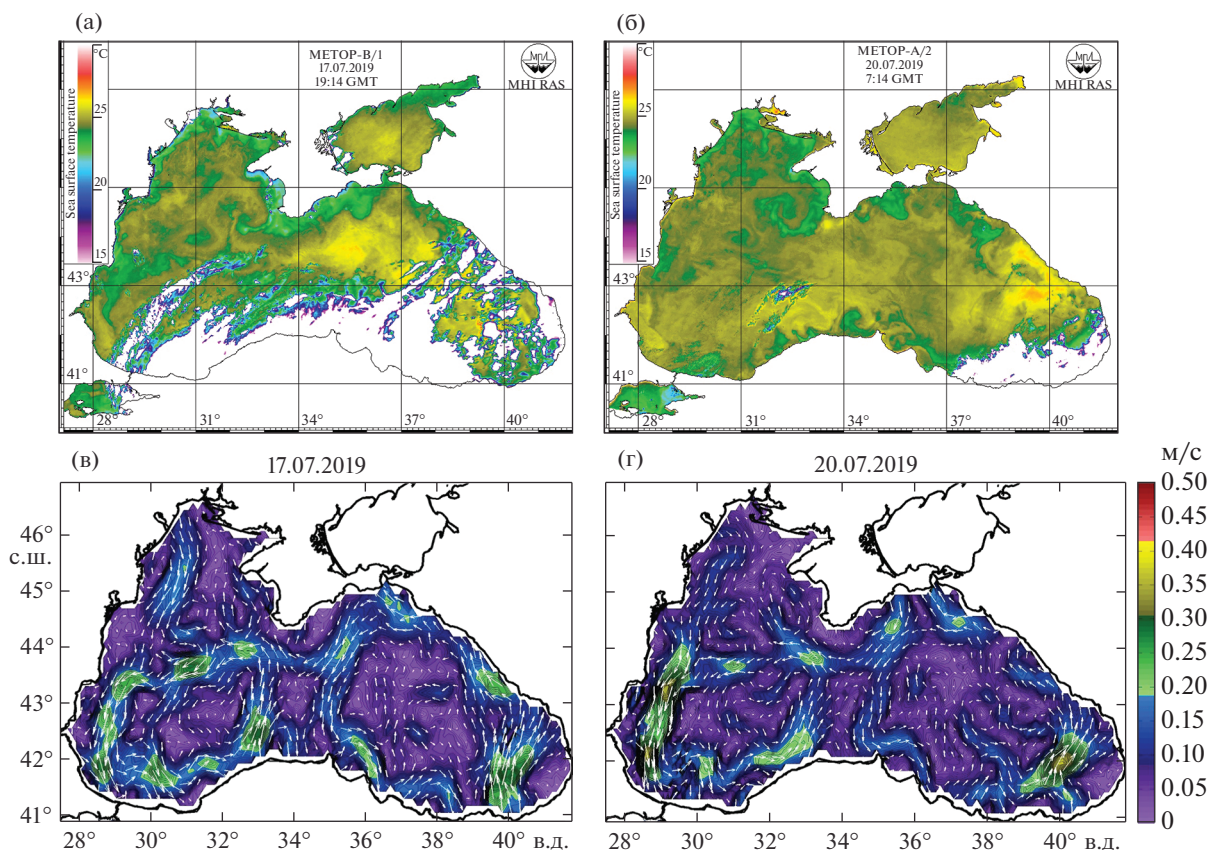 (а)
°C
25
20
15
Sea surface temperature
МЕТОР-В/1
17.07.2019
19:14 GMT
МГИ
MHI RAS
43°
41°
28° 31° 34° 37° 40°
(б)
°C
25
20
15
Sea surface temperature
МЕТОР-А/2
20.07.2019
7:14 GMT
МГИ
MHI RAS
43°
41°
28° 31° 34° 37° 40°
(в) 17.07.2019
46°
с.ш.
45°
44°
43°
42°
41°
28° 30° 32° 34° 36° 38° 40° в.д.
(г) 20.07.2019
28° 30° 32° 34° 36° 38° 40° в.д.
м/с
0.50
0.45
0.40
0.35
0.30
0.25
0.20
0.15
0.10
0.05
0